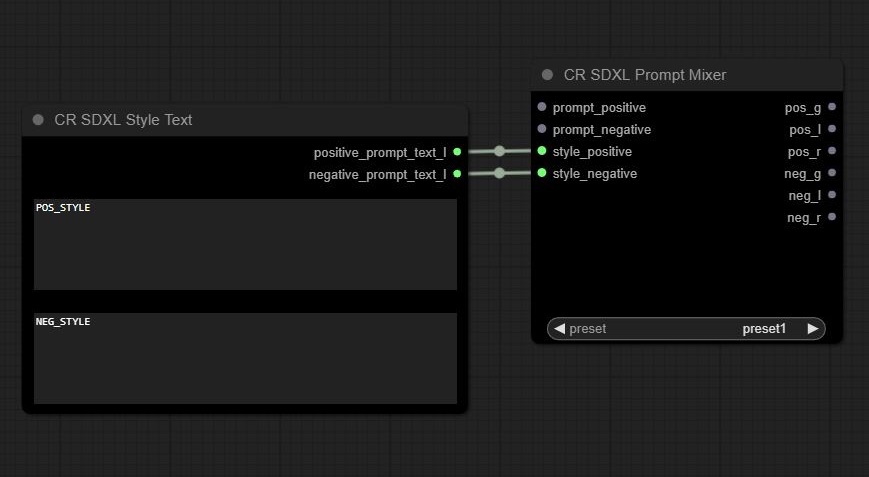 CR SDXL Style Text
positive_prompt_text_l
negative_prompt_text_l
POS_STYLE
NEG_STYLE
CR SDXL Prompt Mixer
prompt_positive pos_g
prompt_negative pos_l
style_positive pos_r
style_negative neg_g
neg_l
neg_r
preset preset1